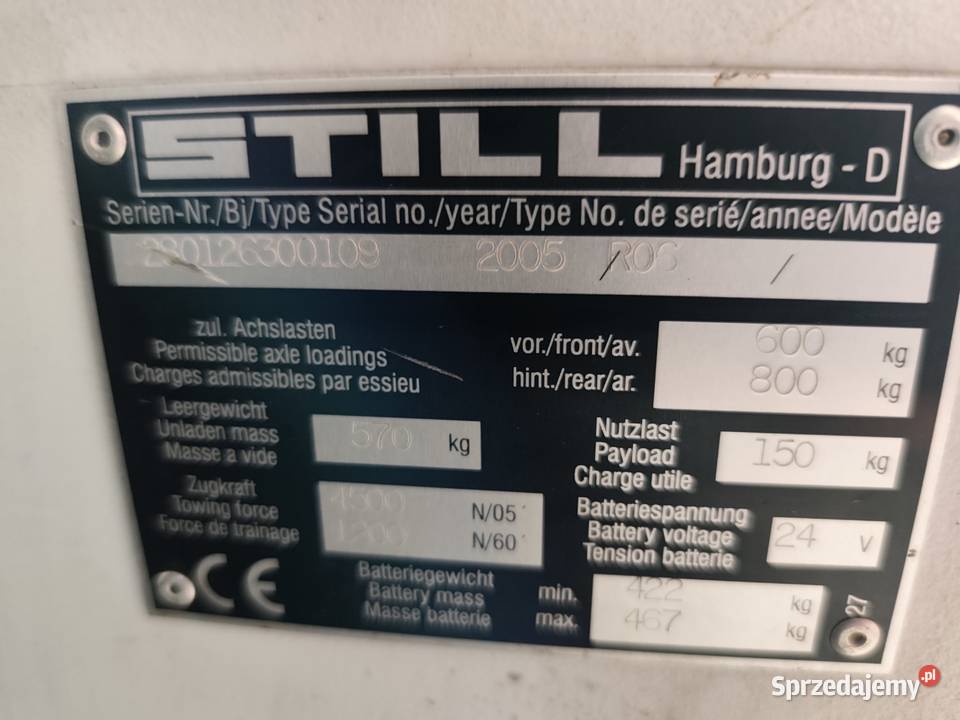 STILL Hamburg - D
Serien-Nr./Bj/Type Serial no./year/Type No. de serié/annee/Modèle
280126300109 2005 / R06 /
zul. Achslasten
Permissible axle loadings
Charges admissibles par essieu
vor./front/av. 600 kg
hint./rear/ar. 800 kg
Leergewicht
Unladen mass
Masse a vide
570 kg
Nutzlast
Payload
Charge utile
150 kg
Zugkraft
Towing force
Force de trainage
4500 N/05'
1200 N/60'
Batteriespannung
Battery voltage
Tension batterie
24 V
CE
Batteriegewicht
Battery mass
Masse batterie
min. 422 kg
max. 467 kg
27
Sprzedajemy.pl